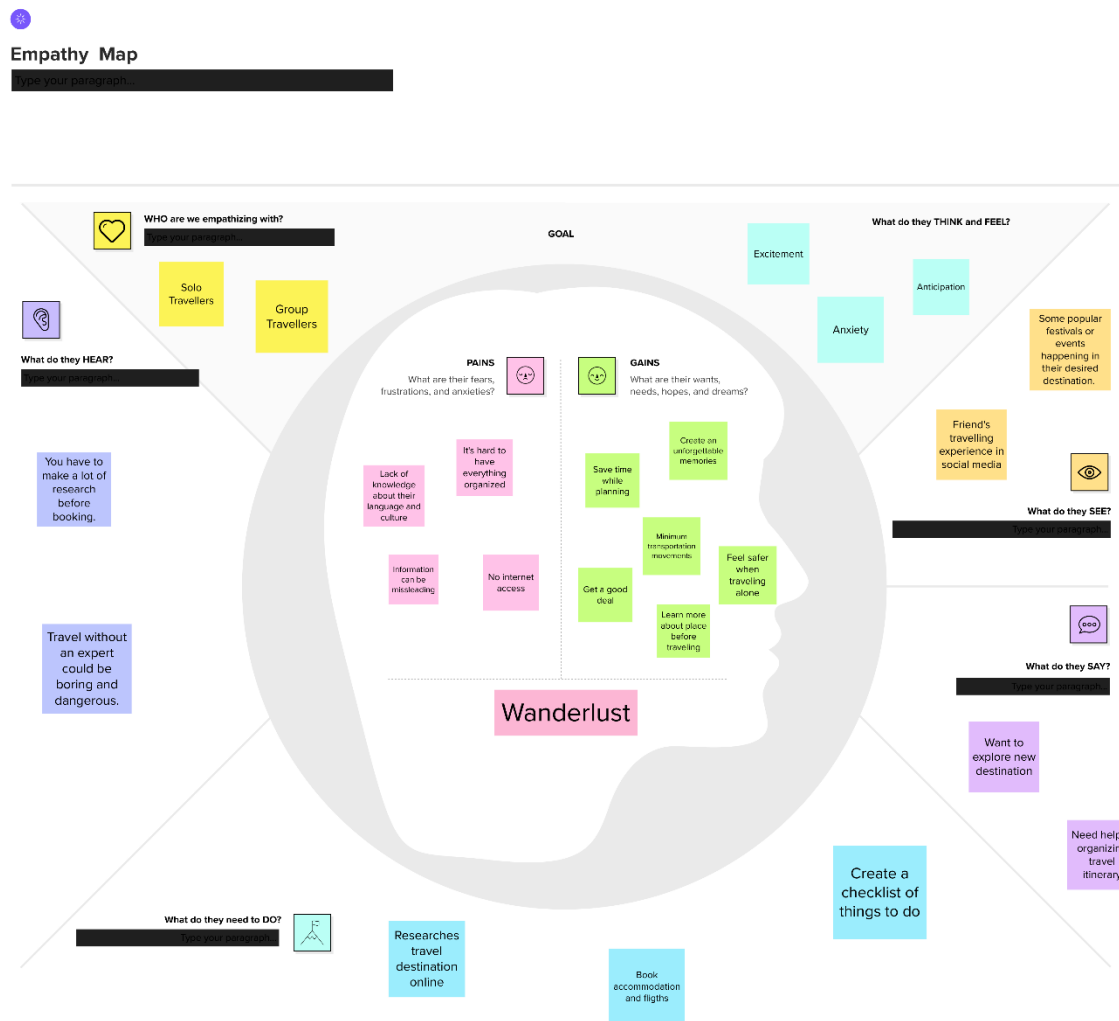 Empathy Map
Type your paragraph...
WHO are we empathizing with?
Type your paragraph...
Solo
Travellers
Group
Travellers
GOAL
What do they THINK and FEEL?
Excitement
Anticipation
Anxiety
What do they HEAR?
Type your paragraph...
You have to
make a lot of
research
before
booking.
Travel without
an expert
could be
boring and
dangerous.
PAINS
What are their fears,
frustrations, and anxieties?
It's hard to
have
everything
organized
Lack of
knowledge
about their
language and
culture
Information
can be
misleading
No internet
access
GAINS
What are their wants,
needs, hopes, and dreams?
Create an
unforgettable
memories
Save time
while
planning
Minimum
transportation
movements
Feel safer
when
traveling
alone
Get a good
deal
Learn more
about place
before
traveling
Wanderlust
Some popular
festivals or
events
happening in
their desired
destination.
Friend's
travelling
experience in
social media
What do they SEE?
Type your paragraph...
What do they SAY?
Type your paragraph...
Want to
explore new
destination
Need help
organizin
travel
itinerary
What do they need to DO?
Type your paragraph...
Researches
travel
destination
online
Book
accommodation
and fligths
Create a
checklist of
things to do